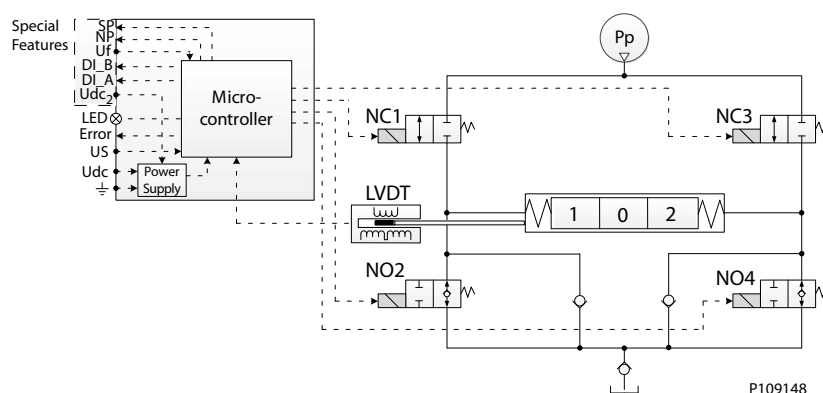 Special
Features
SP
NP
Uf
DI_B
DI_A
Udc2
LED
Error
US
Udc
Micro-
controller
Power
Supply
Pp
NC1
NC3
LVDT
1 0 2
NO2
NO4
P109148